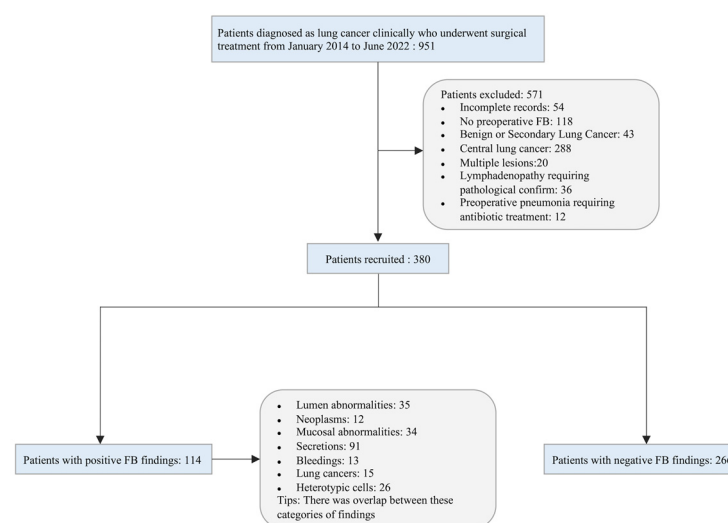 Patients diagnosed as lung cancer clinically who underwent surgical
treatment from January 2014 to June 2022 : 951
Patients excluded: 571
• Incomplete records: 54
• No preoperative FB: 118
• Benign or Secondary Lung Cancer: 43
• Central lung cancer: 288
• Multiple lesions:20
• Lymphadenopathy requiring
pathological confirm: 36
• Preoperative pneumonia requiring
antibiotic treatment: 12
Patients recruited : 380
• Lumen abnormalities: 35
• Neoplasms: 12
• Mucosal abnormalities: 34
• Secretions: 91
• Bleedings: 13
• Lung cancers: 15
• Heterotypic cells: 26
Tips: There was overlap between these
categories of findings
Patients with positive FB findings: 114
Patients with negative FB findings: 266